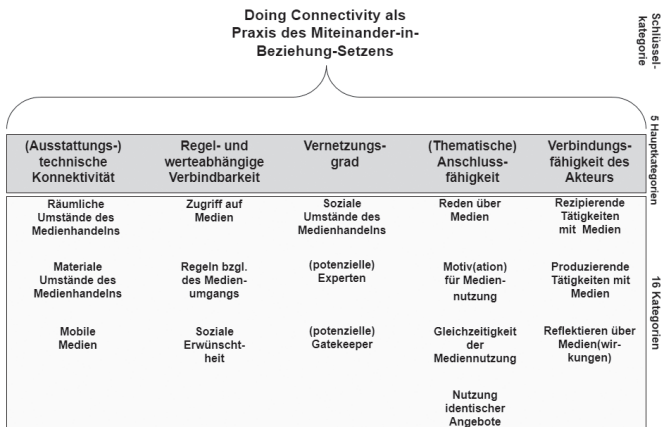 Doing Connectivity als
Praxis des Miteinander-in-
Beziehung-Setzens
Schlüssel-
kategorie
(Ausstattungs-)
technische
Konnektivität
Regel- und
werteabhängige
Verbindbarkeit
Vernetzungs-
grad
(Thematische)
Anschluss-
fähigkeit
Verbindungs-
fähigkeit des
Akteurs
5 Hauptkategorien
Räumliche
Umstände des
Medienhandelns
Zugriff auf
Medien
Soziale
Umstände des
Medienhandelns
Reden über
Medien
Rezipierende
Tätigkeiten
mit Medien
Materiale
Umstände des
Medienhandelns
Regeln bzgl.
des Medien-
umgangs
(potenzielle)
Experten
Motiv(ation)
für Medien-
nutzung
Produzierende
Tätigkeiten mit
Medien
Mobile
Medien
Soziale
Erwünscht-
heit
(potenzielle)
Gatekeeper
Gleichzeitigkeit
der
Mediennutzung
Reflektieren über
Medien(wir-
kungen)
Nutzung
identischer
Angebote
16 Kategorien